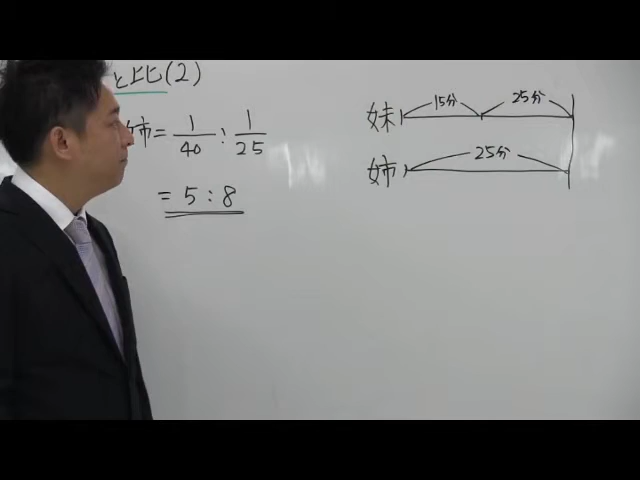 と比(2)
姉=1/40:1/25
=5:8
妹 15分 25分
姉 25分